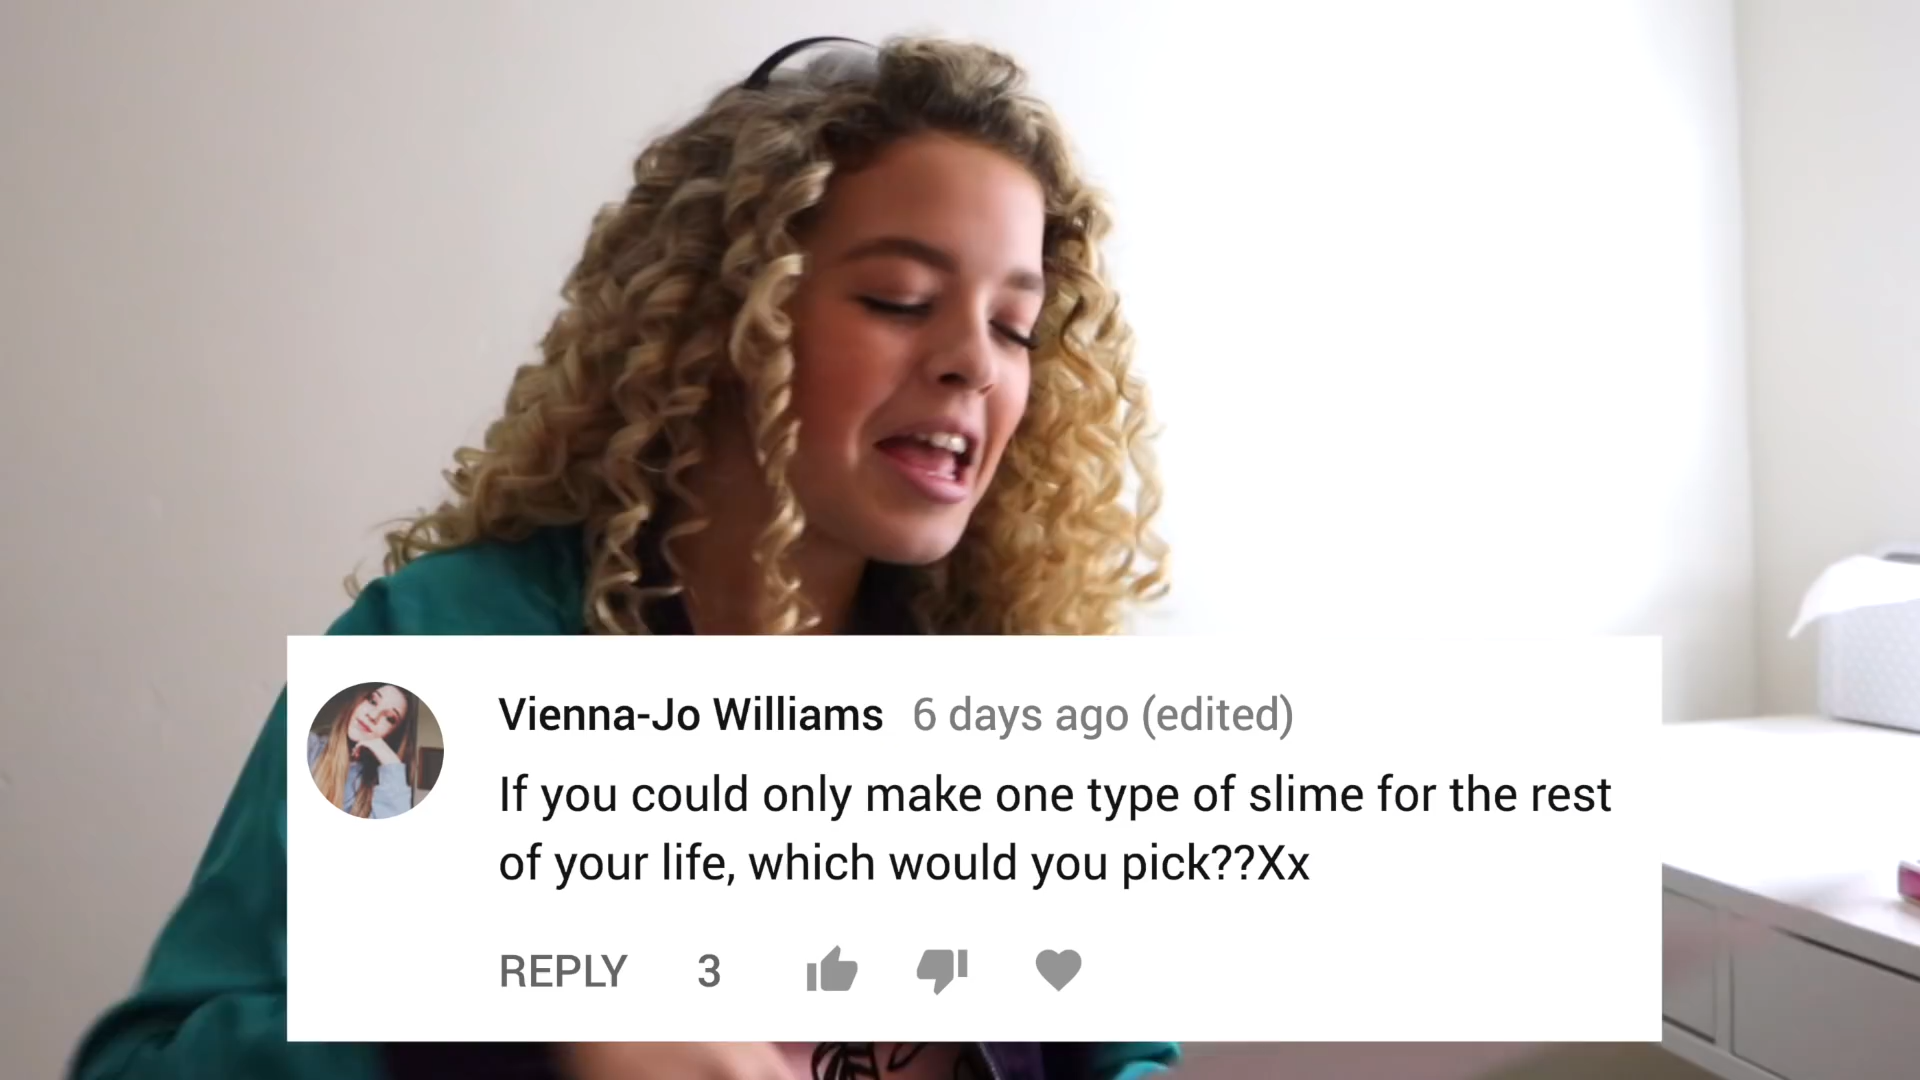 Vienna-Jo Williams 6 days ago (edited)
If you could only make one type of slime for the rest
of your life, which would you pick??Xx
REPLY 3